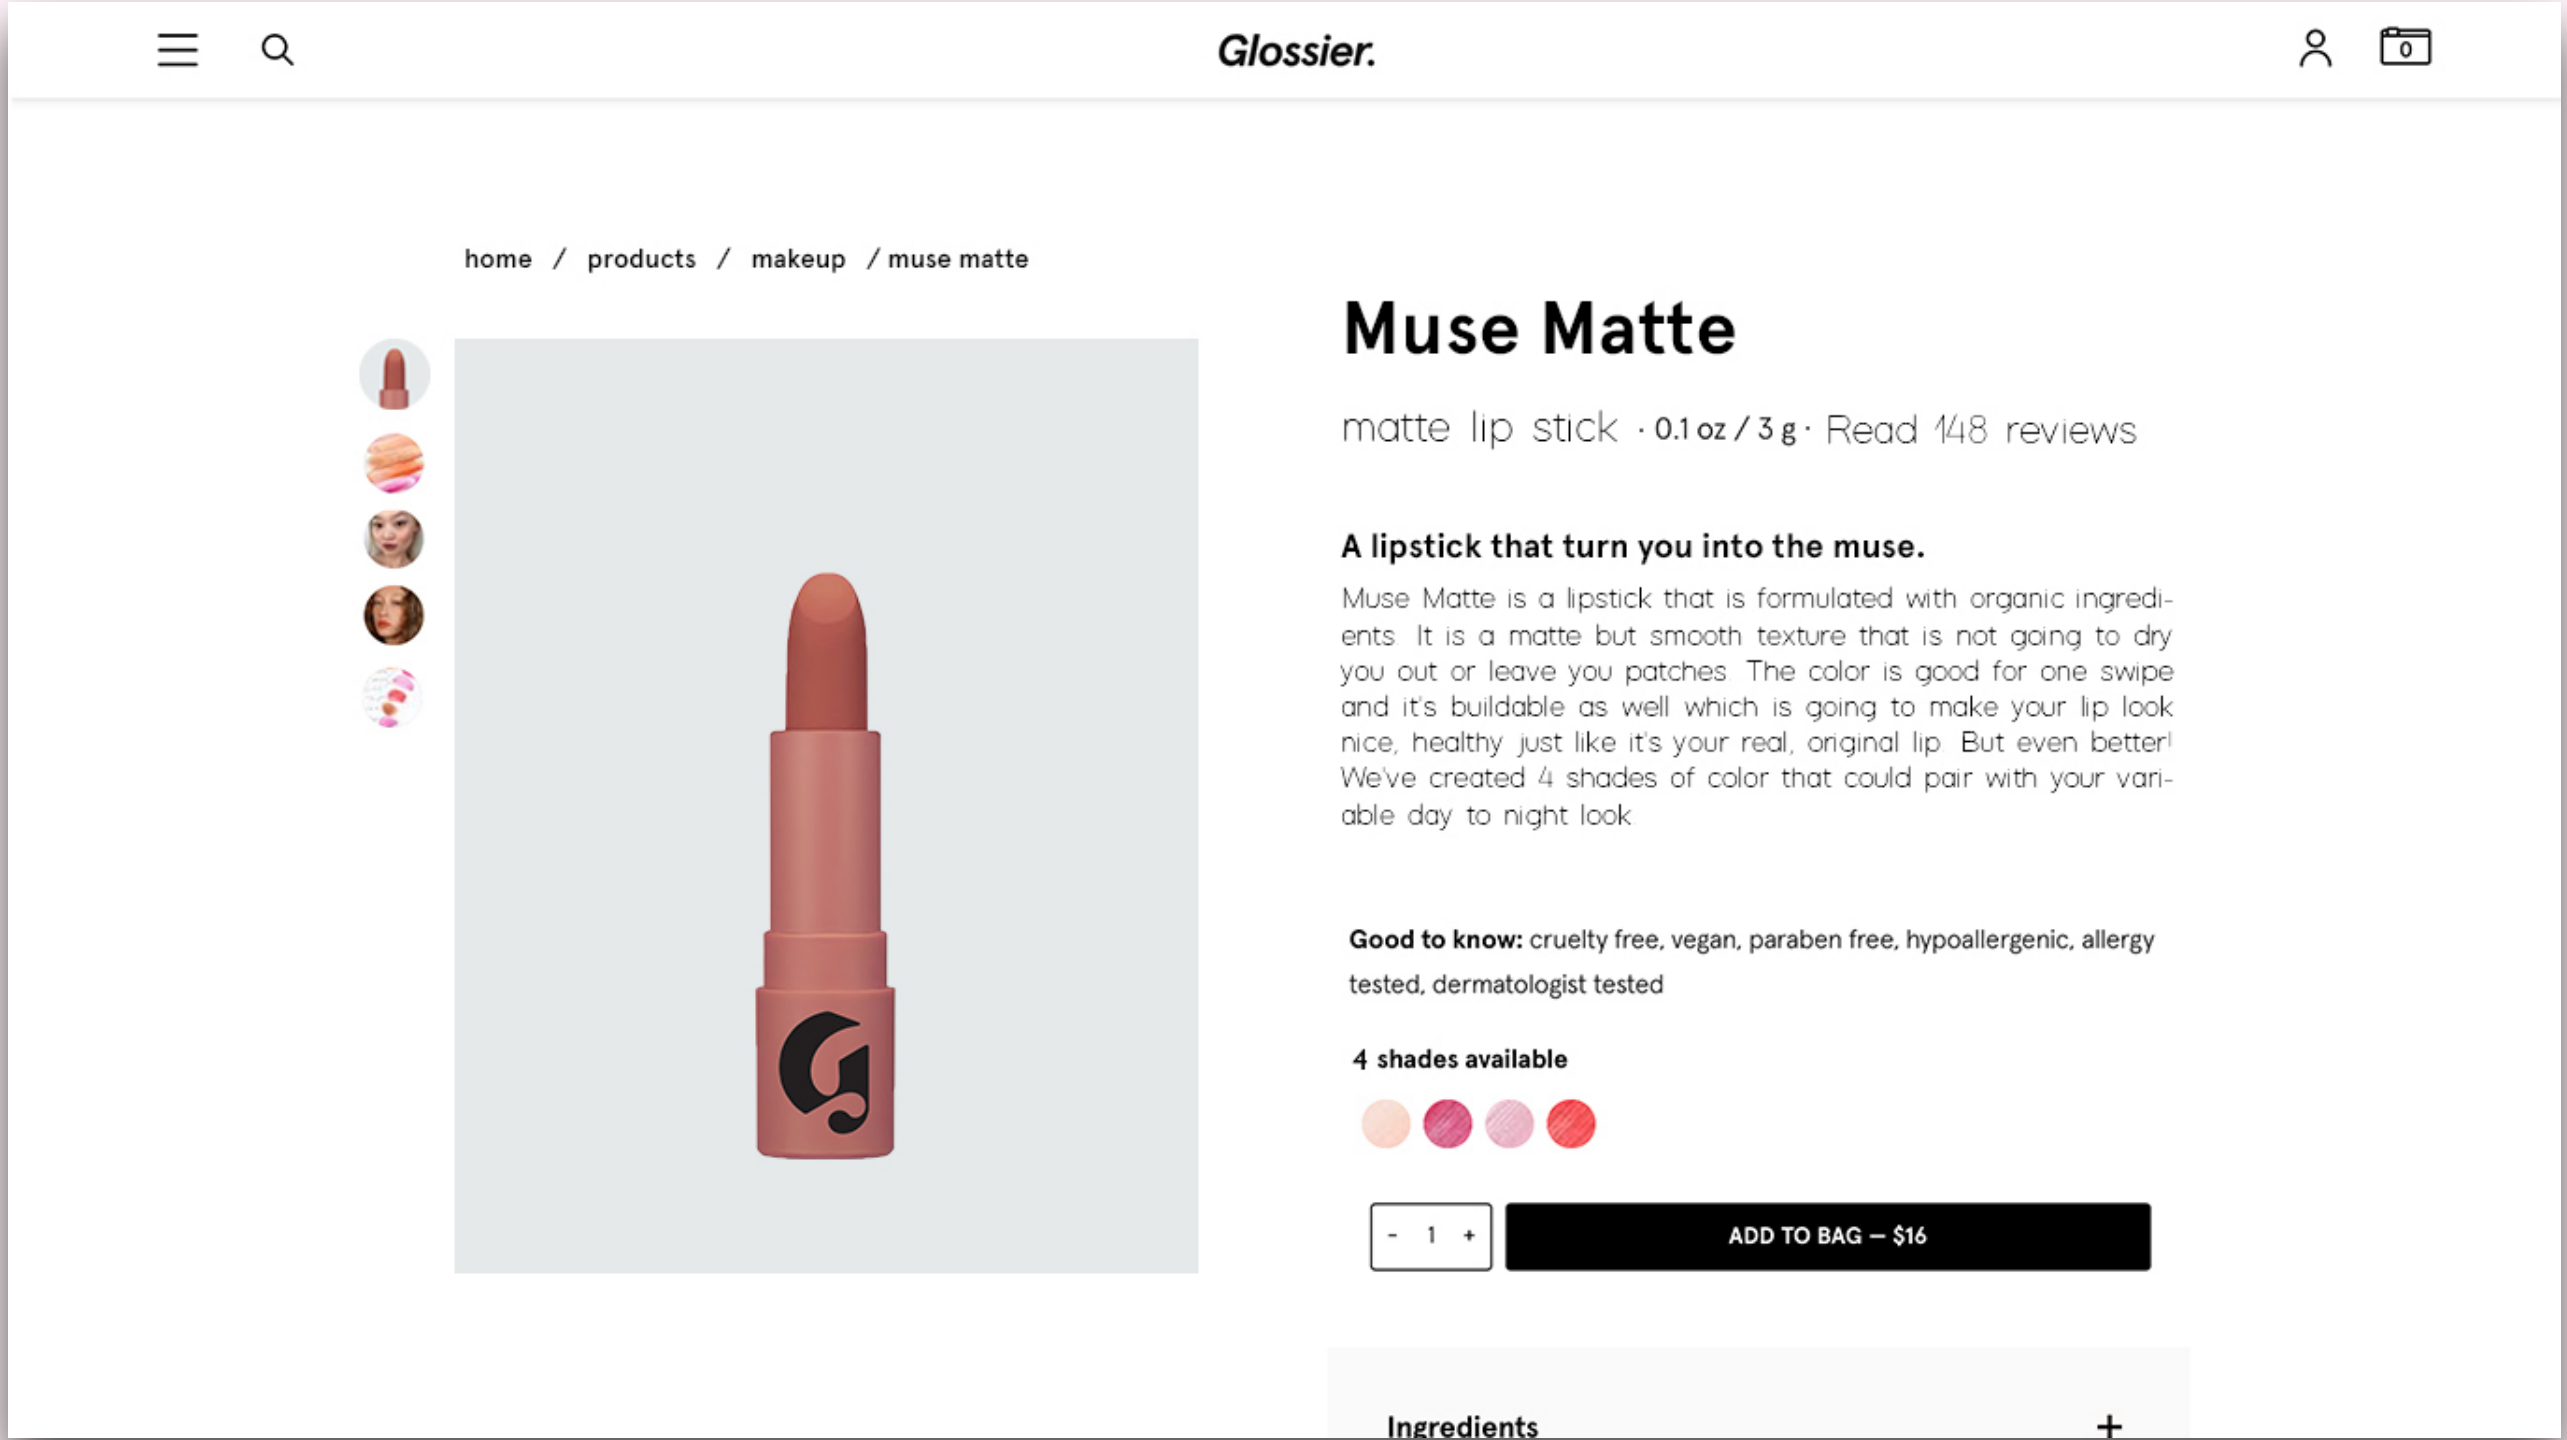 Glossier.
0
home / products / makeup / muse matte
Muse Matte
matte lip stick · 0.1 oz / 3 g · Read 148 reviews
A lipstick that turn you into the muse.
Muse Matte is a lipstick that is formulated with organic ingredi-
ents. It is a matte but smooth texture that is not going to dry
you out or leave you patches. The color is good for one swipe
and it's buildable as well which is going to make your lip look
nice, healthy just like it's your real, original lip. But even better!
We've created 4 shades of color that could pair with your vari-
able day to night look.
Good to know: cruelty free, vegan, paraben free, hypoallergenic, allergy
tested, dermatologist tested
4 shades available
- 1 +
ADD TO BAG — $16
Ingredients +
G